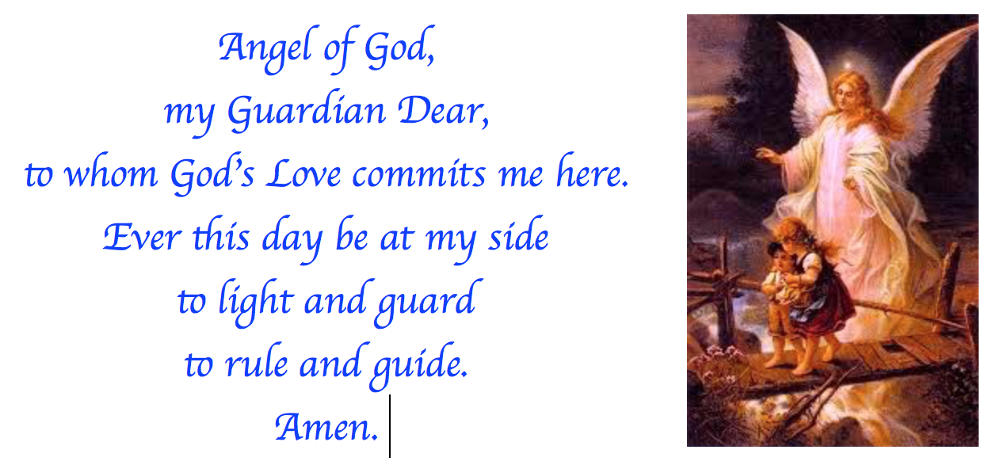 Angel of God,
my Guardian Dear,
to whom God's Love commits me here.
Ever this day be at my side
to light and guard
to rule and guide.
Amen.